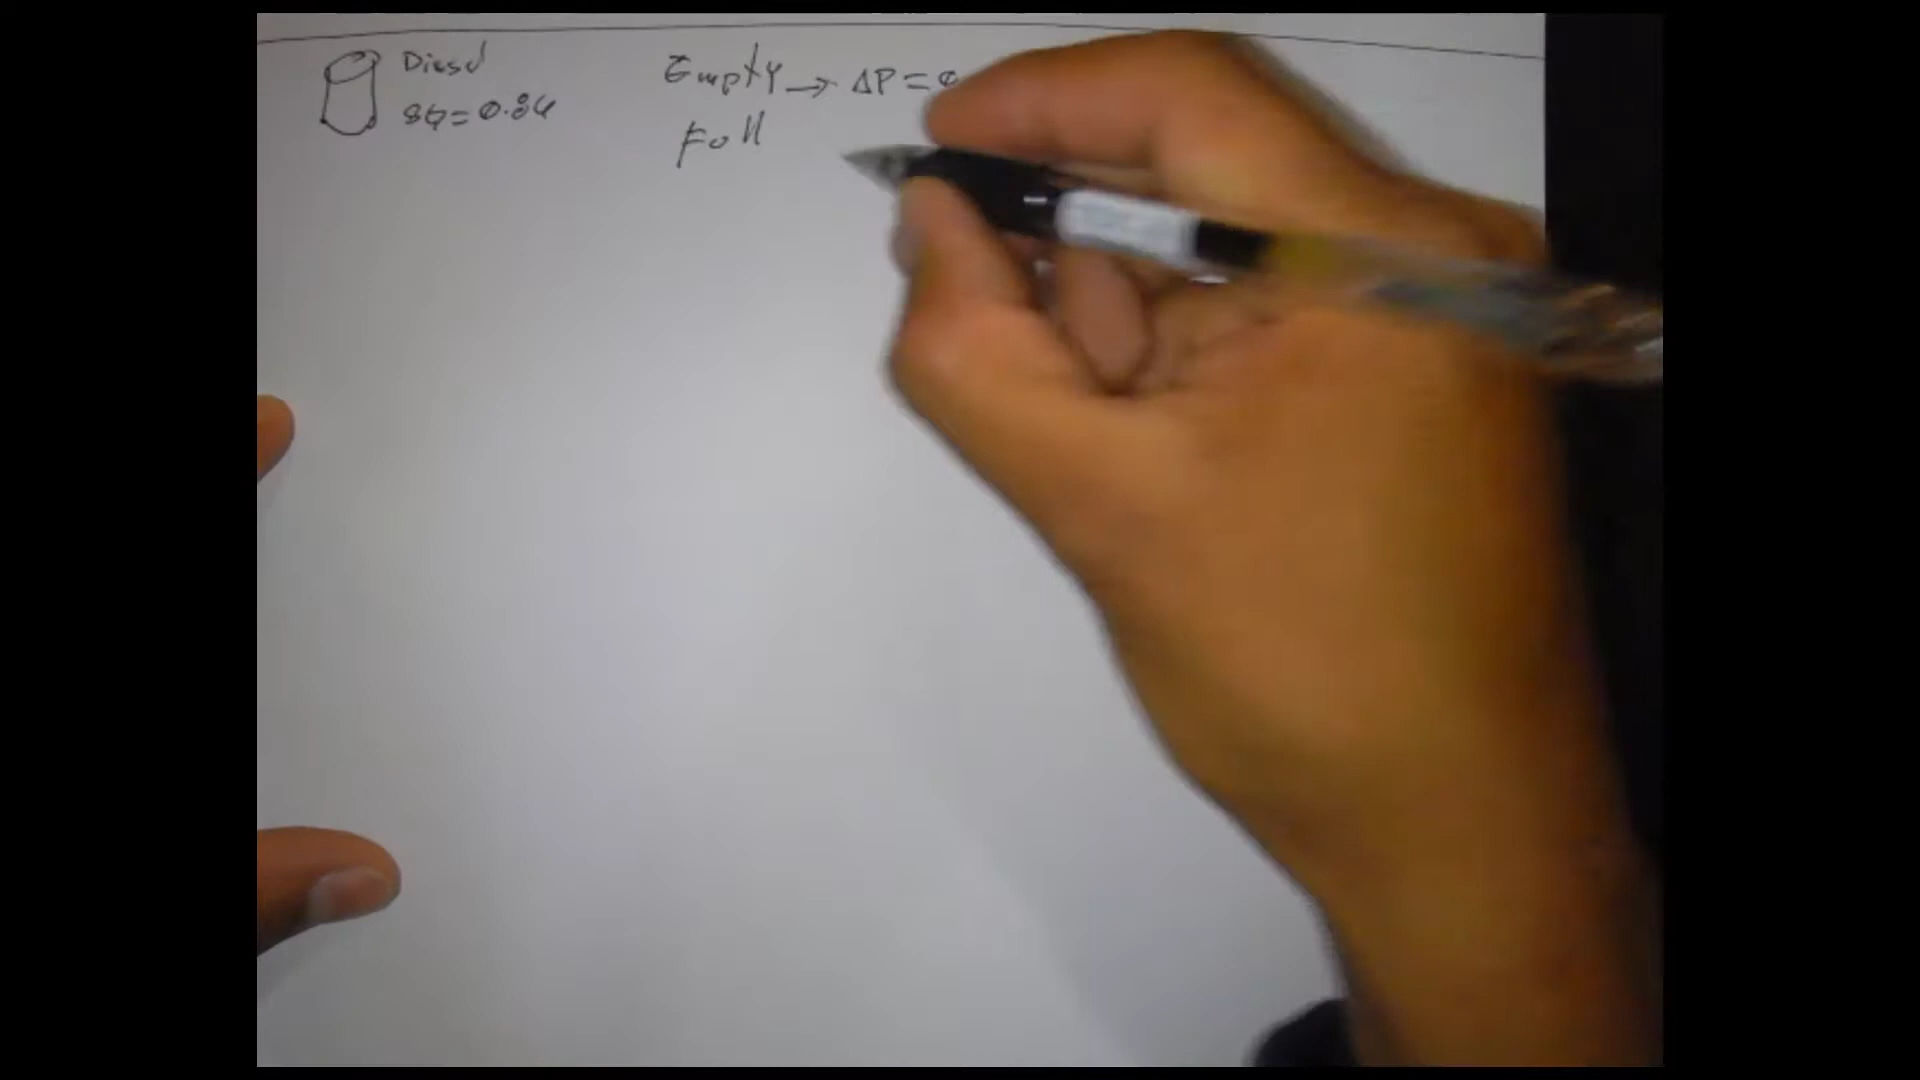 Diesel
SG=0.84
Empty → ΔP=0
Full